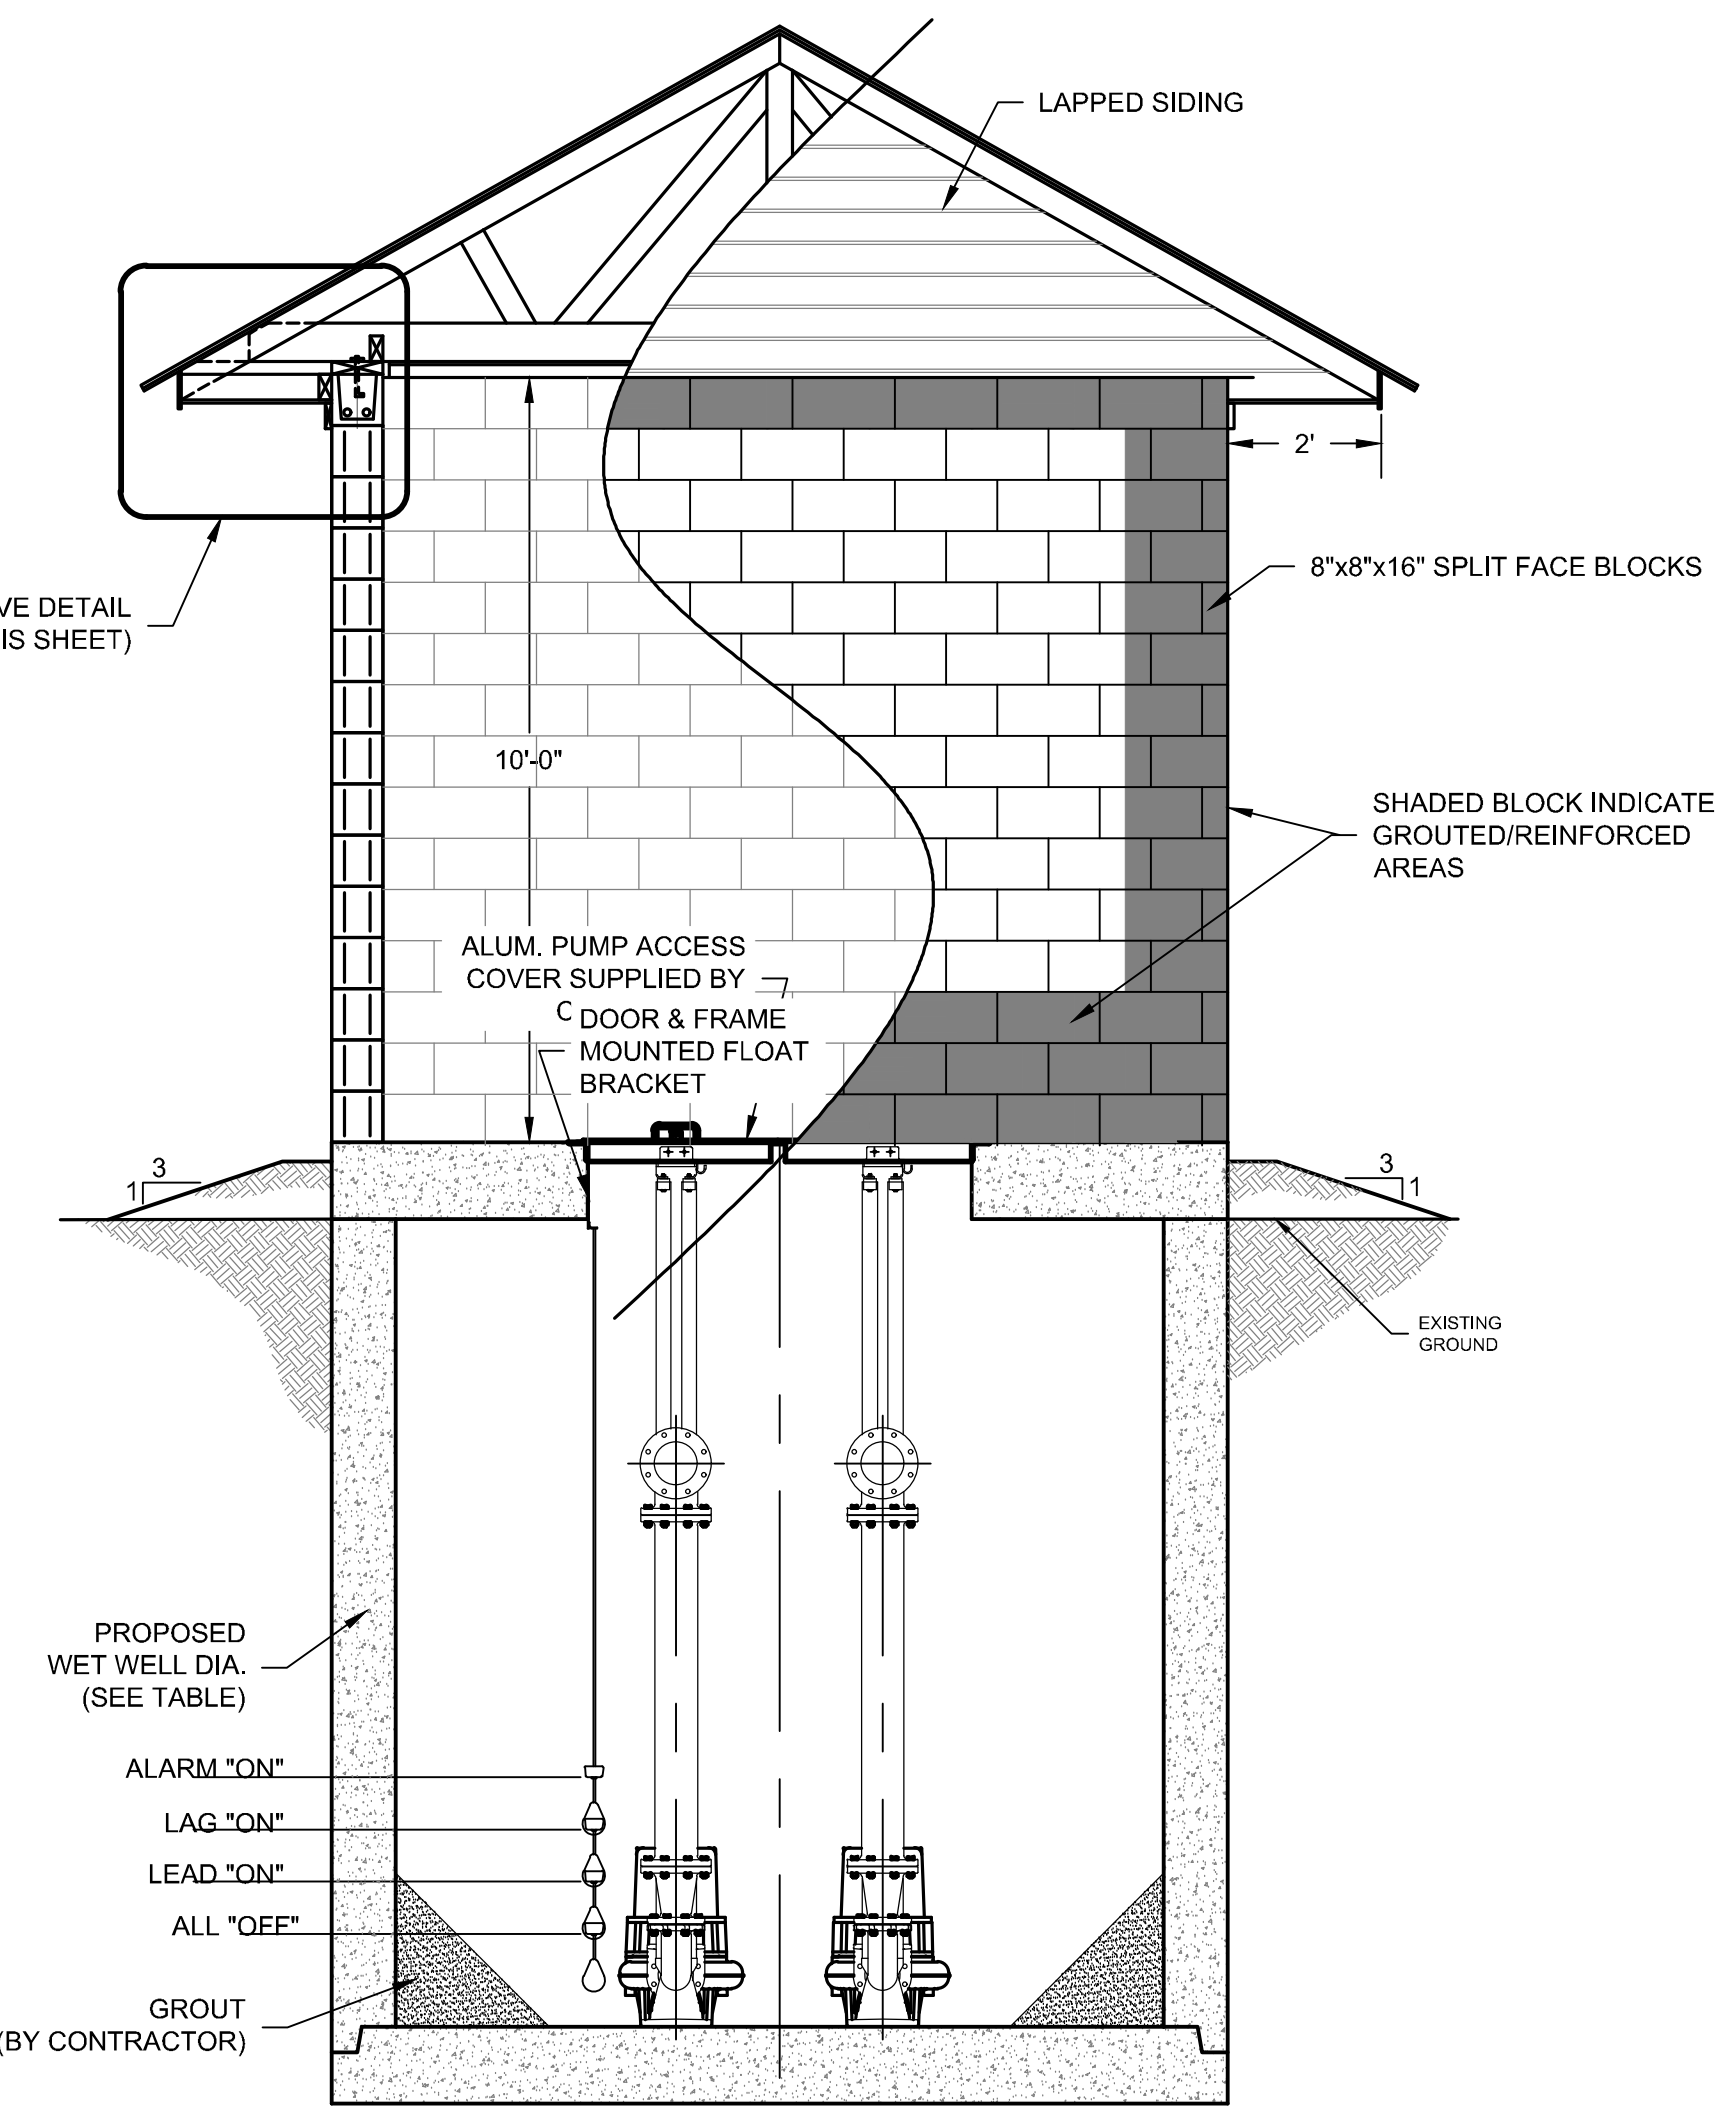 LAPPED SIDING
2'
8"x8"x16" SPLIT FACE BLOCKS
VE DETAIL
IS SHEET)
10'-0"
SHADED BLOCK INDICATE
GROUTED/REINFORCED
AREAS
ALUM. PUMP ACCESS
COVER SUPPLIED BY
DOOR & FRAME
MOUNTED FLOAT
BRACKET
3
1
3
1
EXISTING
GROUND
PROPOSED
WET WELL DIA.
(SEE TABLE)
ALARM "ON"
LAG "ON"
LEAD "ON"
ALL "OFF"
GROUT
(BY CONTRACTOR)